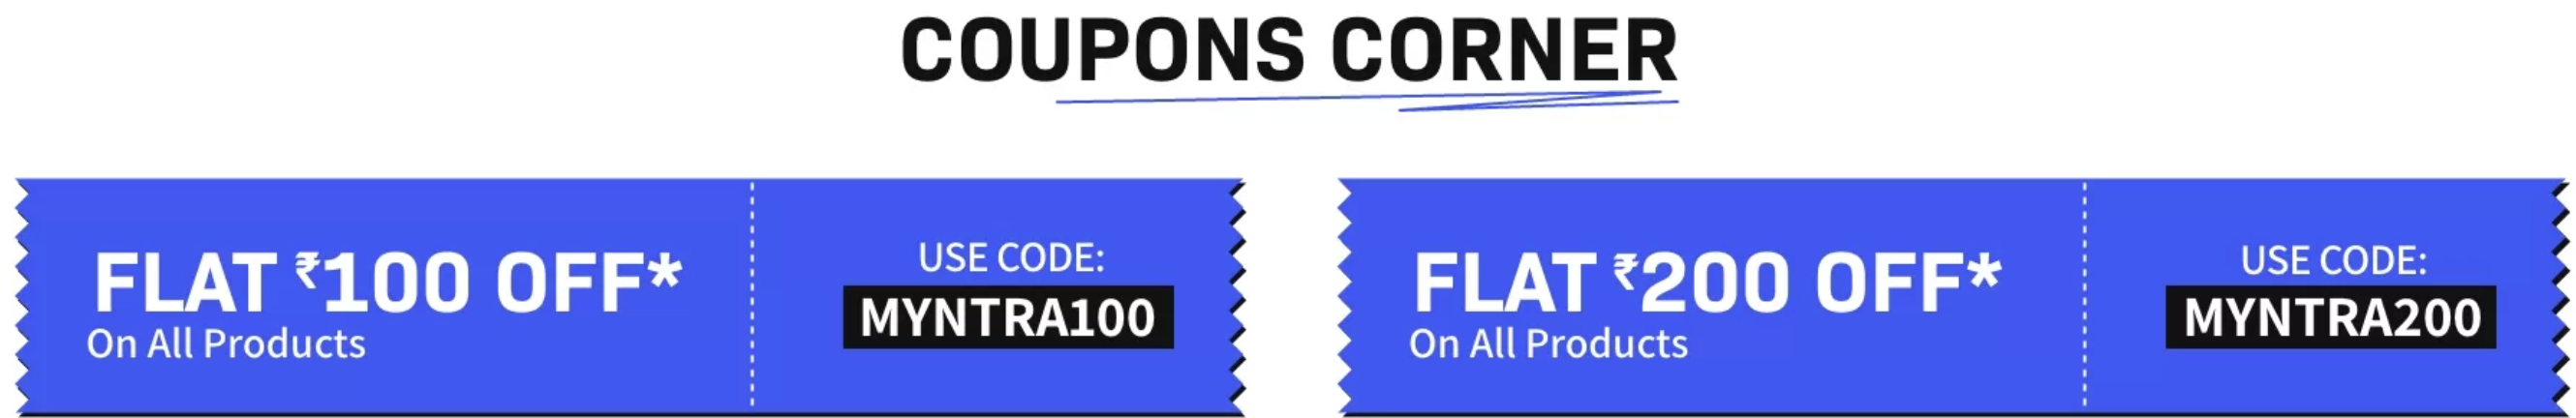 COUPONS CORNER
FLAT ₹100 OFF*
On All Products
USE CODE:
MYNTRA100
FLAT ₹200 OFF*
On All Products
USE CODE:
MYNTRA200